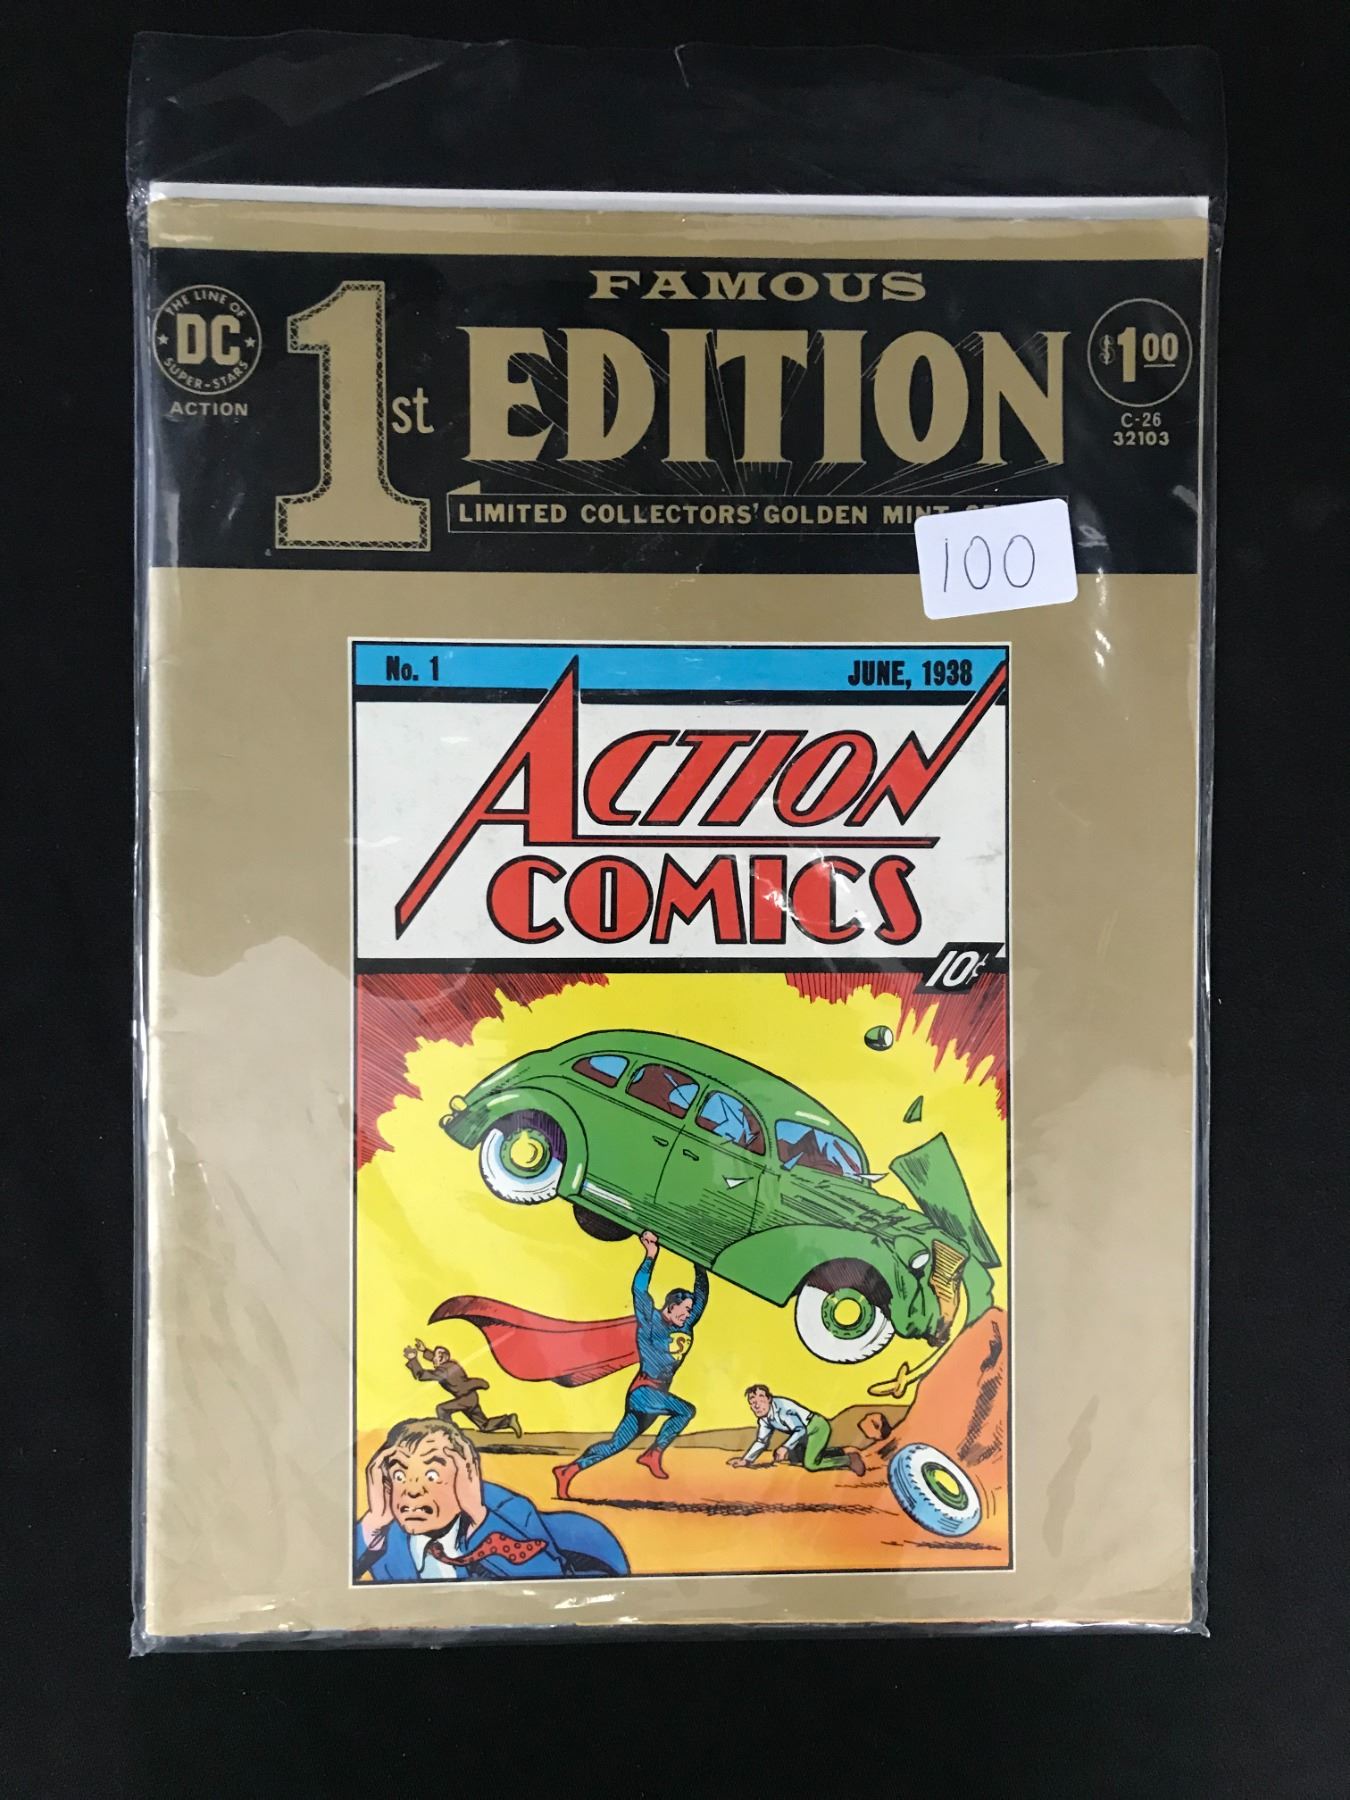 FAMOUS
1st EDITION
THE LINE OF
DC
SUPER-STARS
ACTION
$1.00
C-26
32103
LIMITED COLLECTORS' GOLDEN MINT
100
No. 1 JUNE, 1938
ACTION
COMICS
10¢
S